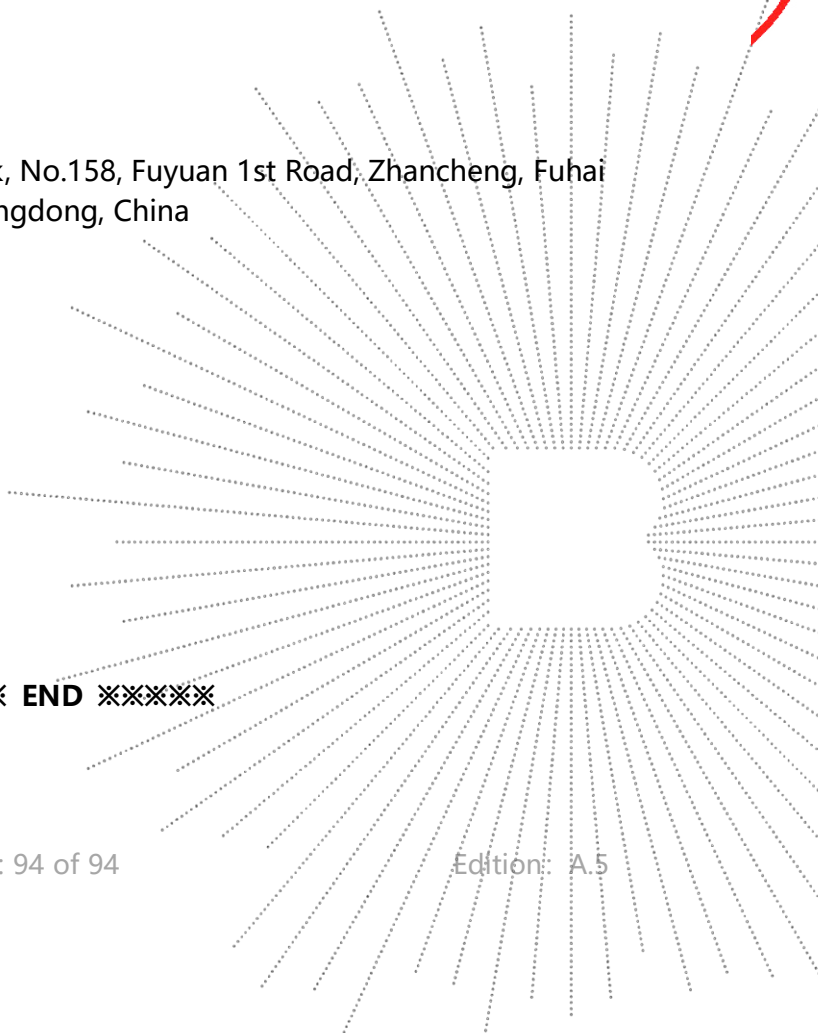 , No.158, Fuyuan 1st Road, Zhancheng, Fuhai
ngdong, China
※ END ※※※※※
: 94 of 94 Edition: A.5